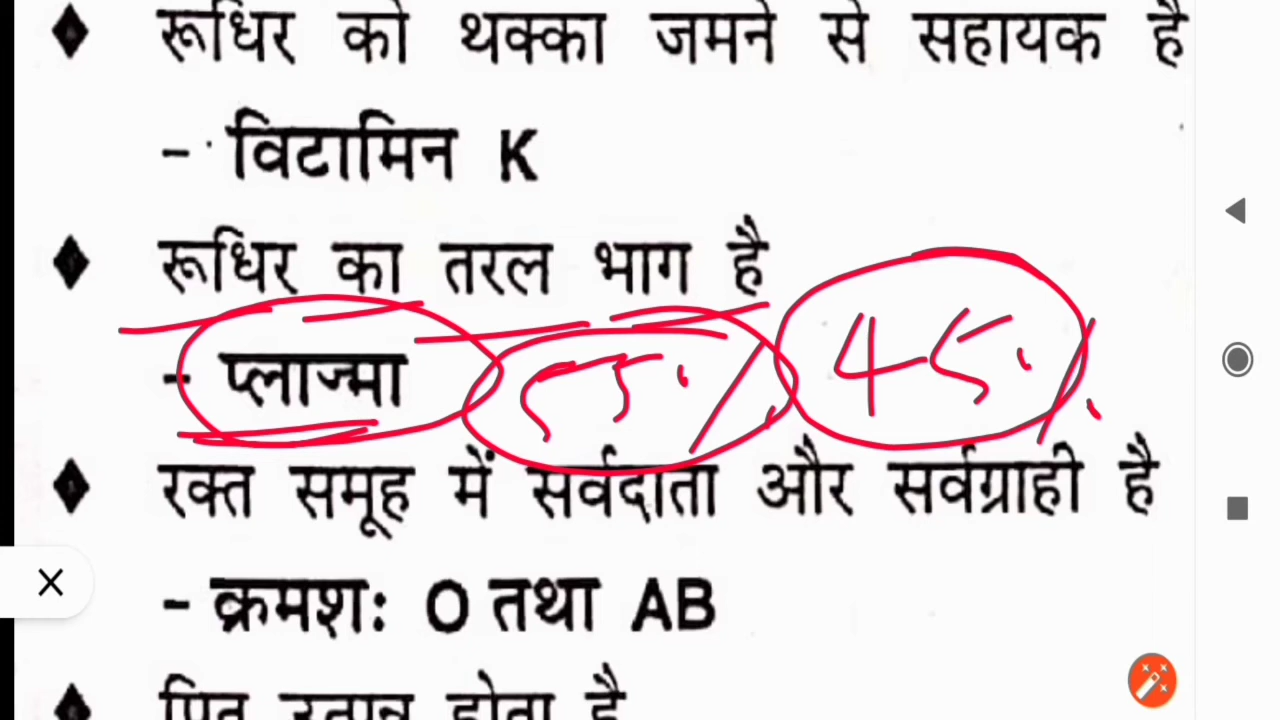 रूधिर को थक्का जमने से सहायक है
- विटामिन K
रूधिर का तरल भाग है
- प्लाज्मा 55% 45%
रक्त समूह में सर्वदाता और सर्वग्राही है
- क्रमशः O तथा AB
पित्त स्त्राव होता है